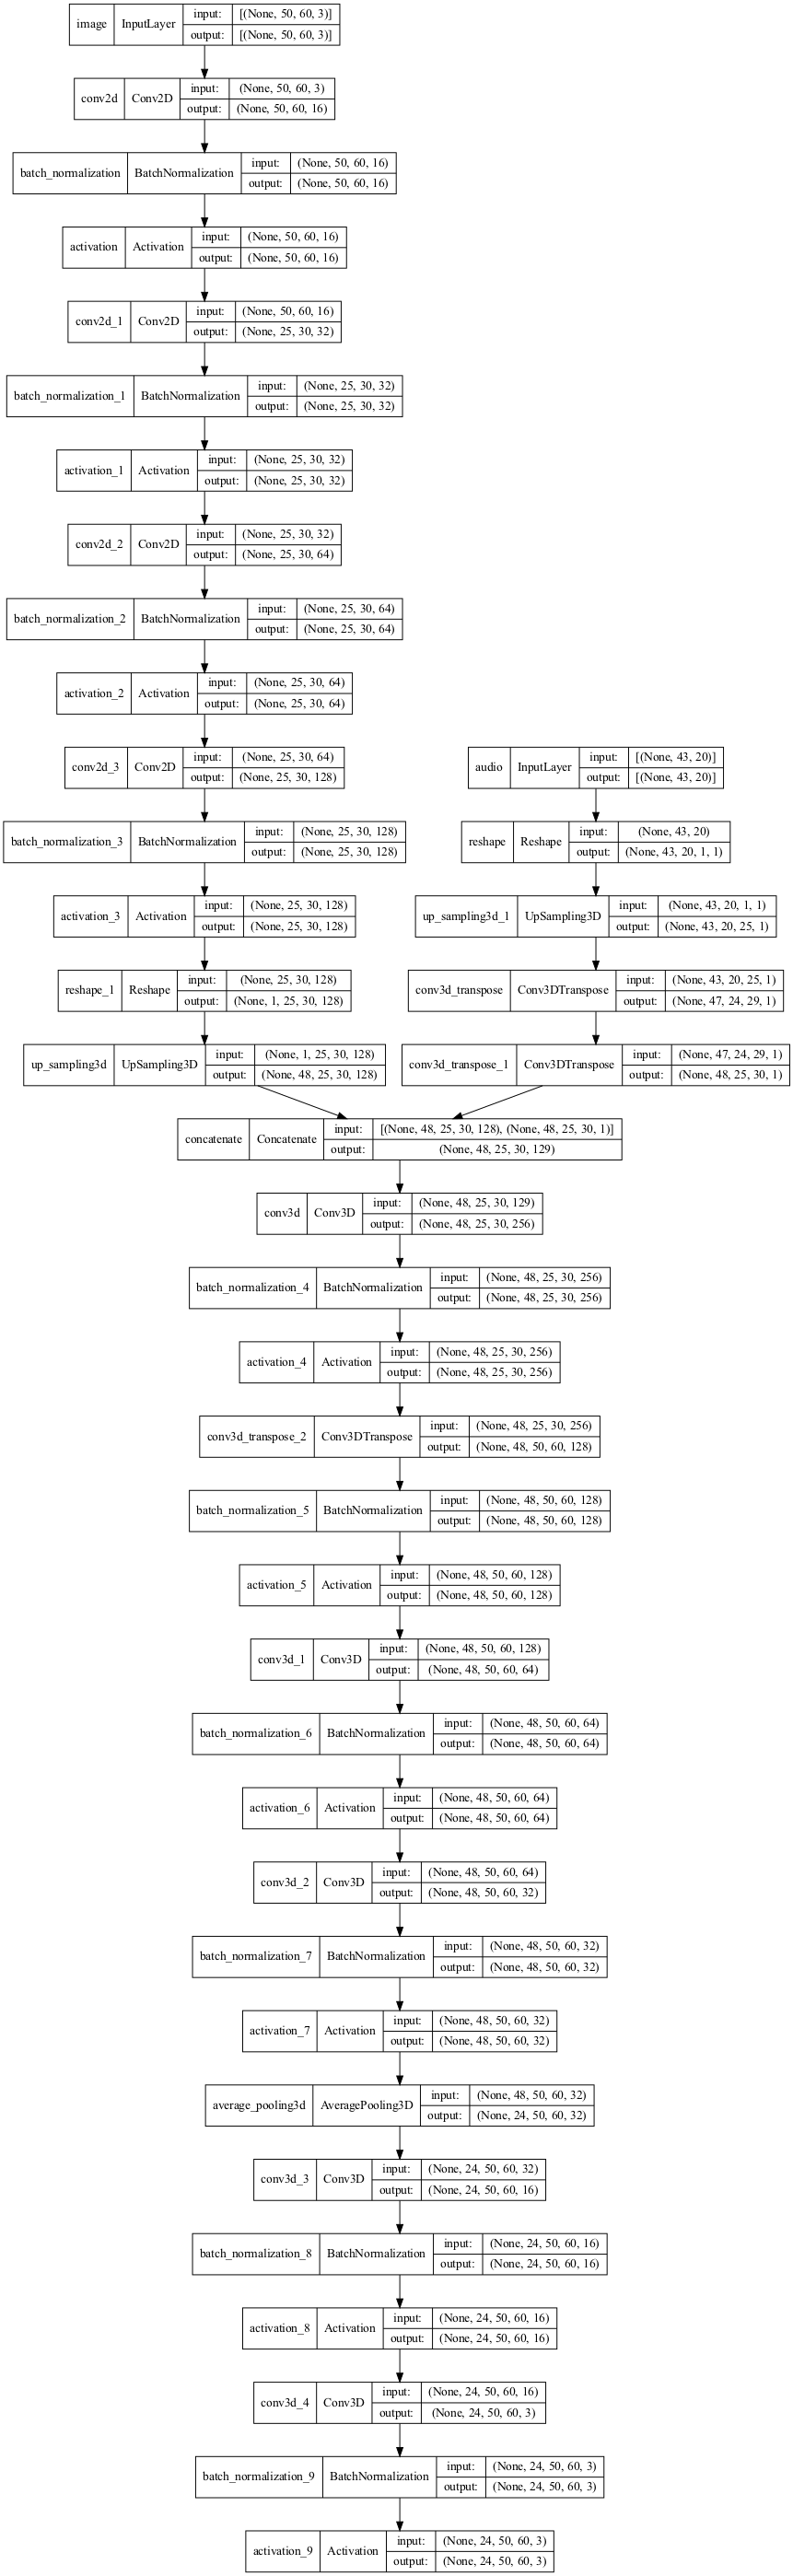 image InputLayer input: [(None, 50, 60, 3)]
output: [(None, 50, 60, 3)]
conv2d Conv2D input: (None, 50, 60, 3)
output: (None, 50, 60, 16)
batch_normalization BatchNormalization input: (None, 50, 60, 16)
output: (None, 50, 60, 16)
activation Activation input: (None, 50, 60, 16)
output: (None, 50, 60, 16)
conv2d_1 Conv2D input: (None, 50, 60, 16)
output: (None, 25, 30, 32)
batch_normalization_1 BatchNormalization input: (None, 25, 30, 32)
output: (None, 25, 30, 32)
activation_1 Activation input: (None, 25, 30, 32)
output: (None, 25, 30, 32)
conv2d_2 Conv2D input: (None, 25, 30, 32)
output: (None, 25, 30, 64)
batch_normalization_2 BatchNormalization input: (None, 25, 30, 64)
output: (None, 25, 30, 64)
activation_2 Activation input: (None, 25, 30, 64)
output: (None, 25, 30, 64)
conv2d_3 Conv2D input: (None, 25, 30, 64)
output: (None, 25, 30, 128)
batch_normalization_3 BatchNormalization input: (None, 25, 30, 128)
output: (None, 25, 30, 128)
activation_3 Activation input: (None, 25, 30, 128)
output: (None, 25, 30, 128)
reshape_1 Reshape input: (None, 25, 30, 128)
output: (None, 1, 25, 30, 128)
up_sampling3d UpSampling3D input: (None, 1, 25, 30, 128)
output: (None, 48, 25, 30, 128)
audio InputLayer input: [(None, 43, 20)]
output: [(None, 43, 20)]
reshape Reshape input: (None, 43, 20)
output: (None, 43, 20, 1, 1)
up_sampling3d_1 UpSampling3D input: (None, 43, 20, 1, 1)
output: (None, 43, 20, 25, 1)
conv3d_transpose Conv3DTranspose input: (None, 43, 20, 25, 1)
output: (None, 47, 24, 29, 1)
conv3d_transpose_1 Conv3DTranspose input: (None, 47, 24, 29, 1)
output: (None, 48, 25, 30, 1)
concatenate Concatenate input: [(None, 48, 25, 30, 128), (None, 48, 25, 30, 1)]
output: (None, 48, 25, 30, 129)
conv3d Conv3D input: (None, 48, 25, 30, 129)
output: (None, 48, 25, 30, 256)
batch_normalization_4 BatchNormalization input: (None, 48, 25, 30, 256)
output: (None, 48, 25, 30, 256)
activation_4 Activation input: (None, 48, 25, 30, 256)
output: (None, 48, 25, 30, 256)
conv3d_transpose_2 Conv3DTranspose input: (None, 48, 25, 30, 256)
output: (None, 48, 50, 60, 128)
batch_normalization_5 BatchNormalization input: (None, 48, 50, 60, 128)
output: (None, 48, 50, 60, 128)
activation_5 Activation input: (None, 48, 50, 60, 128)
output: (None, 48, 50, 60, 128)
conv3d_1 Conv3D input: (None, 48, 50, 60, 128)
output: (None, 48, 50, 60, 64)
batch_normalization_6 BatchNormalization input: (None, 48, 50, 60, 64)
output: (None, 48, 50, 60, 64)
activation_6 Activation input: (None, 48, 50, 60, 64)
output: (None, 48, 50, 60, 64)
conv3d_2 Conv3D input: (None, 48, 50, 60, 64)
output: (None, 48, 50, 60, 32)
batch_normalization_7 BatchNormalization input: (None, 48, 50, 60, 32)
output: (None, 48, 50, 60, 32)
activation_7 Activation input: (None, 48, 50, 60, 32)
output: (None, 48, 50, 60, 32)
average_pooling3d AveragePooling3D input: (None, 48, 50, 60, 32)
output: (None, 24, 50, 60, 32)
conv3d_3 Conv3D input: (None, 24, 50, 60, 32)
output: (None, 24, 50, 60, 16)
batch_normalization_8 BatchNormalization input: (None, 24, 50, 60, 16)
output: (None, 24, 50, 60, 16)
activation_8 Activation input: (None, 24, 50, 60, 16)
output: (None, 24, 50, 60, 16)
conv3d_4 Conv3D input: (None, 24, 50, 60, 16)
output: (None, 24, 50, 60, 3)
batch_normalization_9 BatchNormalization input: (None, 24, 50, 60, 3)
output: (None, 24, 50, 60, 3)
activation_9 Activation input: (None, 24, 50, 60, 3)
output: (None, 24, 50, 60, 3)